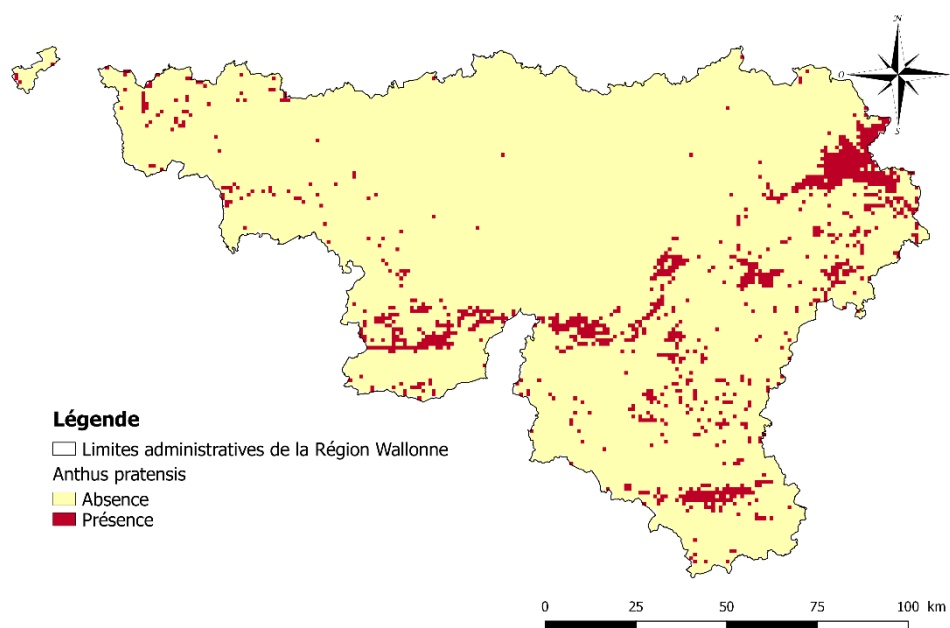 N
O
S
Légende
Limites administratives de la Région Wallonne
Anthus pratensis
Absence
Présence
0 25 50 75 100 km